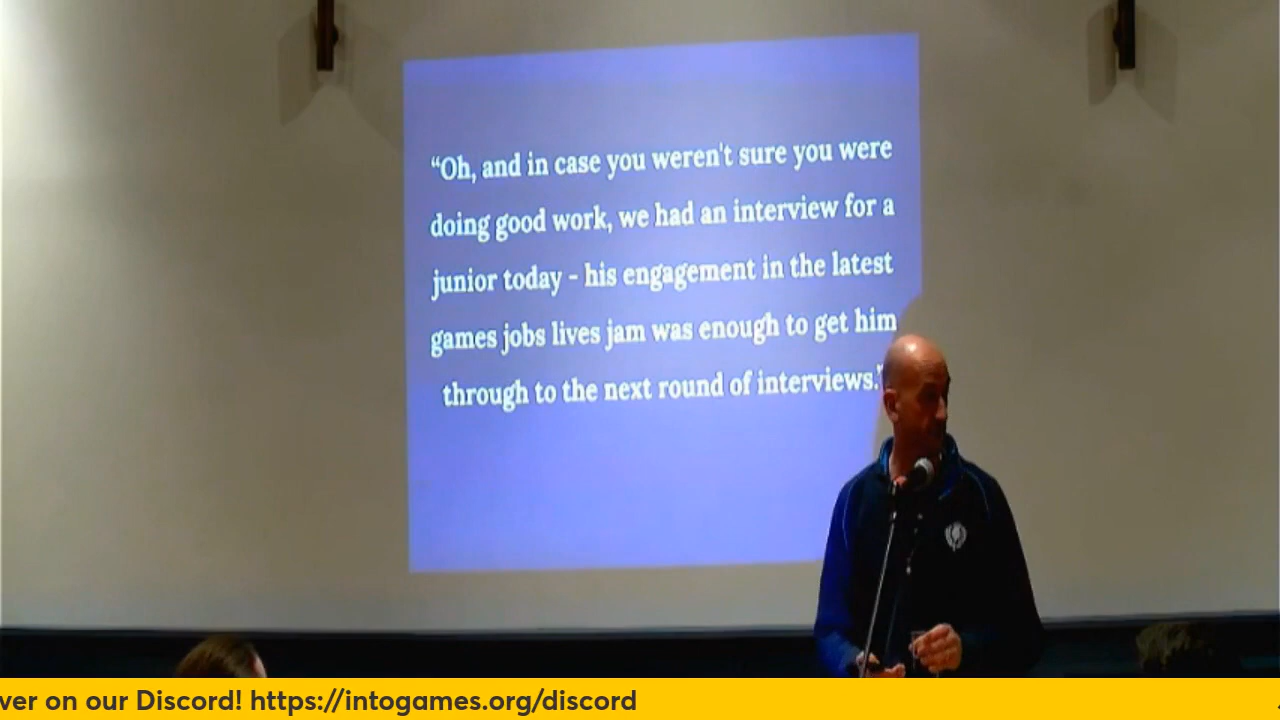 “Oh, and in case you weren't sure you were
doing good work, we had an interview for a
junior today - his engagement in the latest
games jobs lives jam was enough to get him
through to the next round of interviews.”
ver on our Discord! https://intogames.org/discord